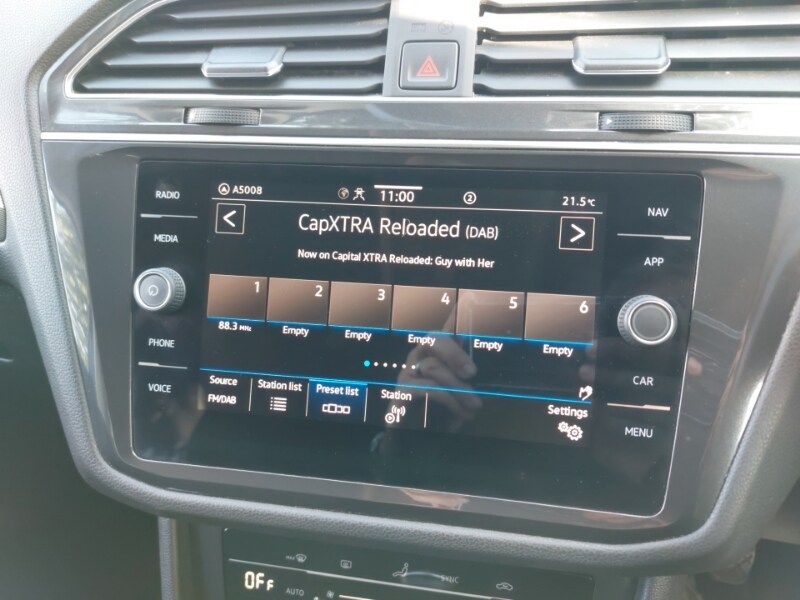 A5008
11:00
2
21.5°C
CapXTRA Reloaded (DAB)
Now on Capital XTRA Reloaded: Guy with Her
1 2 3 4 5 6
88.3 MHz Empty Empty Empty Empty Empty
Source Station list Preset list Station Settings
FM/DAB
RADIO
MEDIA
PHONE
VOICE
NAV
APP
CAR
MENU
OFF AUTO SYNC